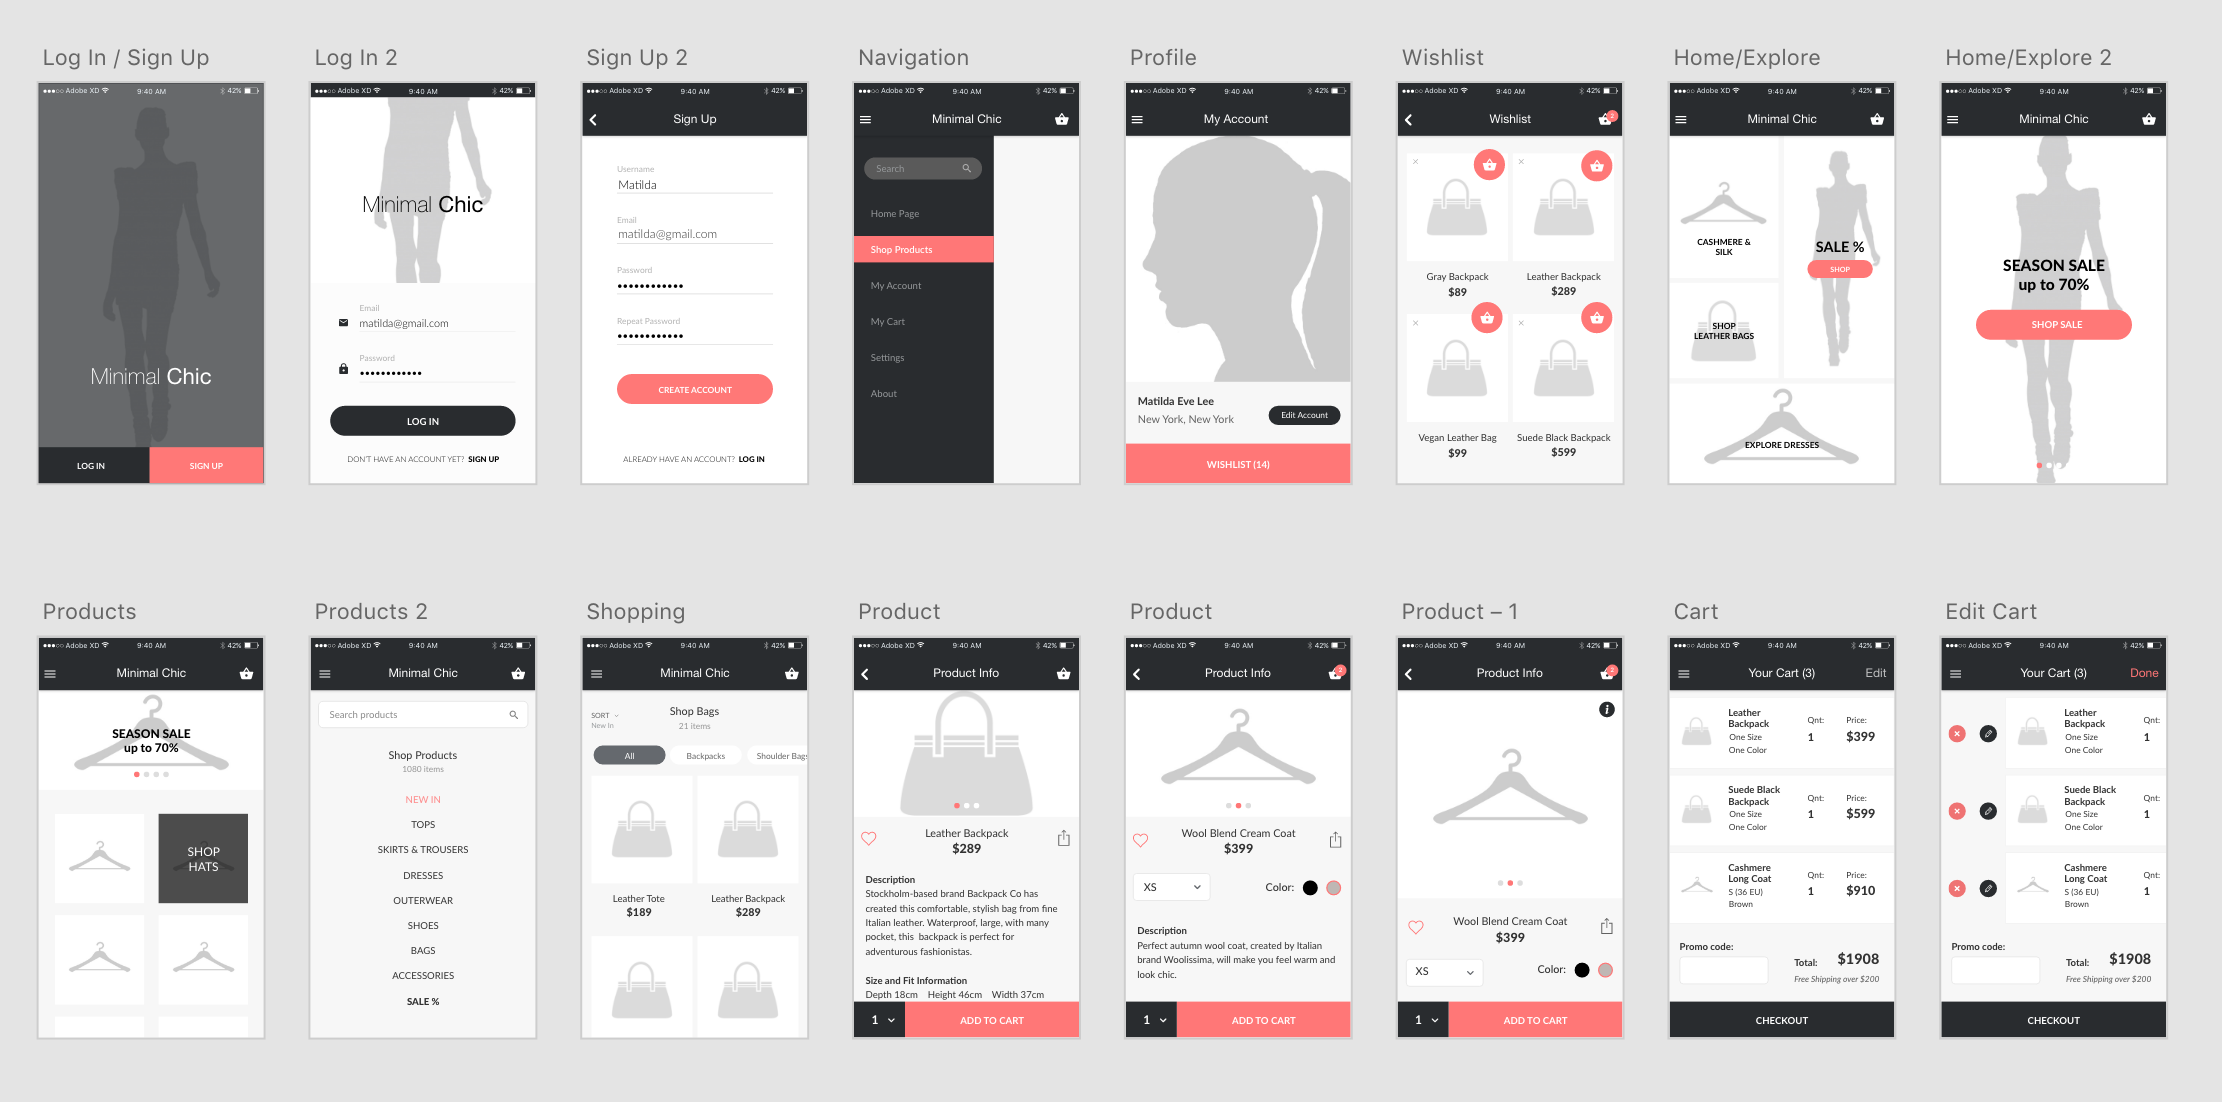 Log In / Sign Up
●●●○○ Adobe XD 9:40 AM 42%
Minimal Chic
LOG IN SIGN UP
Log In 2
●●●○○ Adobe XD 9:40 AM 42%
Minimal Chic
Email
matilda@gmail.com
Password
••••••••••••
LOG IN
DON'T HAVE AN ACCOUNT YET? SIGN UP
Sign Up 2
●●●○○ Adobe XD 9:40 AM 42%
Sign Up
Username
Matilda
Email
matilda@gmail.com
Password
••••••••••••
Repeat Password
••••••••••••
CREATE ACCOUNT
ALREADY HAVE AN ACCOUNT? LOG IN
Navigation
●●●○○ Adobe XD 9:40 AM 42%
Minimal Chic
Search
Home Page
Shop Products
My Account
My Cart
Settings
About
Profile
●●●○○ Adobe XD 9:40 AM 42%
My Account
Matilda Eve Lee
New York, New York
Edit Account
WISHLIST (14)
Wishlist
●●●○○ Adobe XD 9:40 AM 42%
Wishlist 2
× ×
Gray Backpack Leather Backpack
$89 $289
× ×
Vegan Leather Bag Suede Black Backpack
$99 $599
Home/Explore
●●●○○ Adobe XD 9:40 AM 42%
Minimal Chic
CASHMERE &
SILK
SALE %
SHOP
SHOP
LEATHER BAGS
EXPLORE DRESSES
Home/Explore 2
●●●○○ Adobe XD 9:40 AM 42%
Minimal Chic
SEASON SALE
up to 70%
SHOP SALE
Products
●●●○○ Adobe XD 9:40 AM 42%
Minimal Chic
SEASON SALE
up to 70%
SHOP
HATS
Products 2
●●●○○ Adobe XD 9:40 AM 42%
Minimal Chic
Search products
Shop Products
1080 items
NEW IN
TOPS
SKIRTS & TROUSERS
DRESSES
OUTERWEAR
SHOES
BAGS
ACCESSORIES
SALE %
Shopping
●●●○○ Adobe XD 9:40 AM 42%
Minimal Chic
SORT
New In
Shop Bags
21 items
All Backpacks Shoulder Bags
Leather Tote Leather Backpack
$189 $289
Product
●●●○○ Adobe XD 9:40 AM 42%
Product Info
Leather Backpack
$289
Description
Stockholm-based brand Backpack Co has
created this comfortable, stylish bag from fine
Italian leather. Waterproof, large, with many
pocket, this backpack is perfect for
adventurous fashionistas.
Size and Fit Information
Depth 18cm Height 46cm Width 37cm
1 ADD TO CART
Product
●●●○○ Adobe XD 9:40 AM 42%
Product Info 2
Wool Blend Cream Coat
$399
XS Color:
Description
Perfect autumn wool coat, created by Italian
brand Woolissima, will make you feel warm and
look chic.
1 ADD TO CART
Product – 1
●●●○○ Adobe XD 9:40 AM 42%
Product Info 2
i
Wool Blend Cream Coat
$399
XS Color:
1 ADD TO CART
Cart
●●●○○ Adobe XD 9:40 AM 42%
Your Cart (3) Edit
Leather
Backpack
One Size
One Color
Qnt:
1
Price:
$399
Suede Black
Backpack
One Size
One Color
Qnt:
1
Price:
$599
Cashmere
Long Coat
S (36 EU)
Brown
Qnt:
1
Price:
$910
Promo code:
Total: $1908
Free Shipping over $200
CHECKOUT
Edit Cart
●●●○○ Adobe XD 9:40 AM 42%
Your Cart (3) Done
Leather
Backpack
One Size
One Color
Qnt:
1
Suede Black
Backpack
One Size
One Color
Qnt:
1
Cashmere
Long Coat
S (36 EU)
Brown
Qnt:
1
Promo code:
Total: $1908
Free Shipping over $200
CHECKOUT